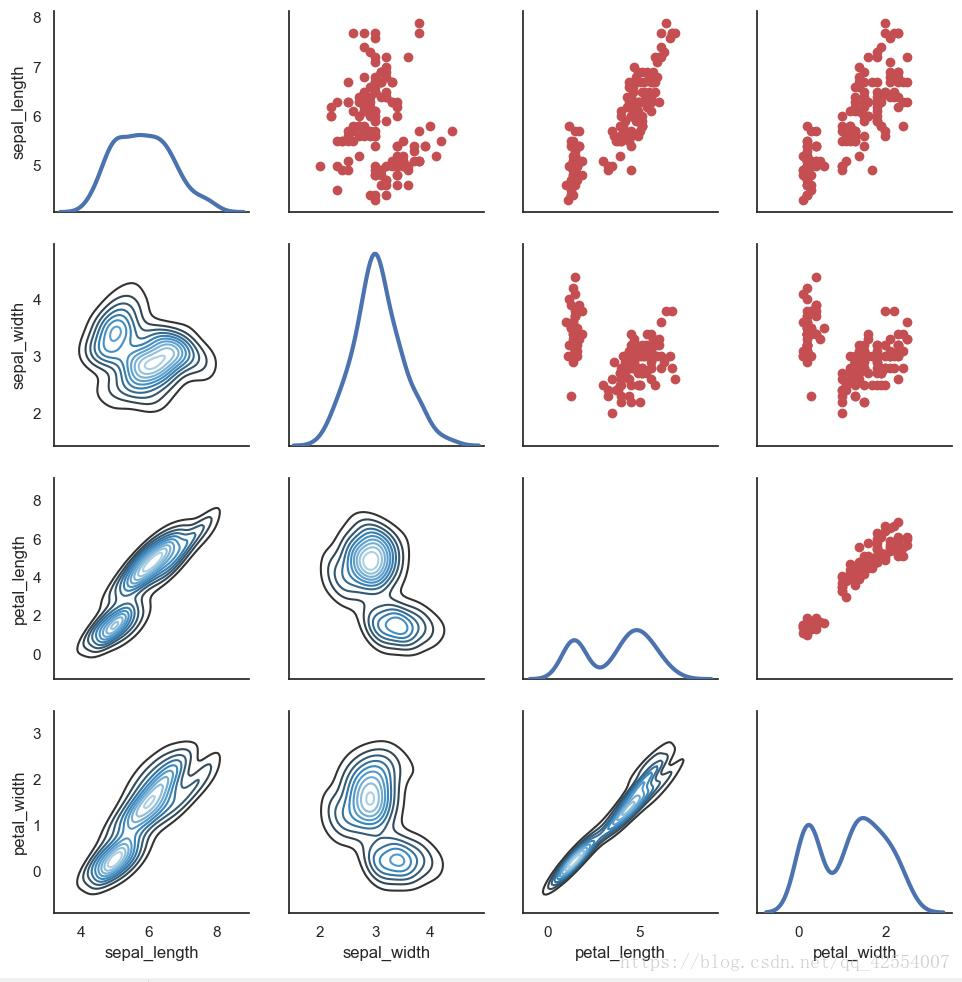 8
7
6
5
sepal_length
4
3
2
sepal_width
8
6
4
2
0
petal_length
3
2
1
0
petal_width
4 6 8
2 3 4
0 5
0 2
sepal_length sepal_width petal_length petal_width
https://blog.csdn.net/qq_42554007